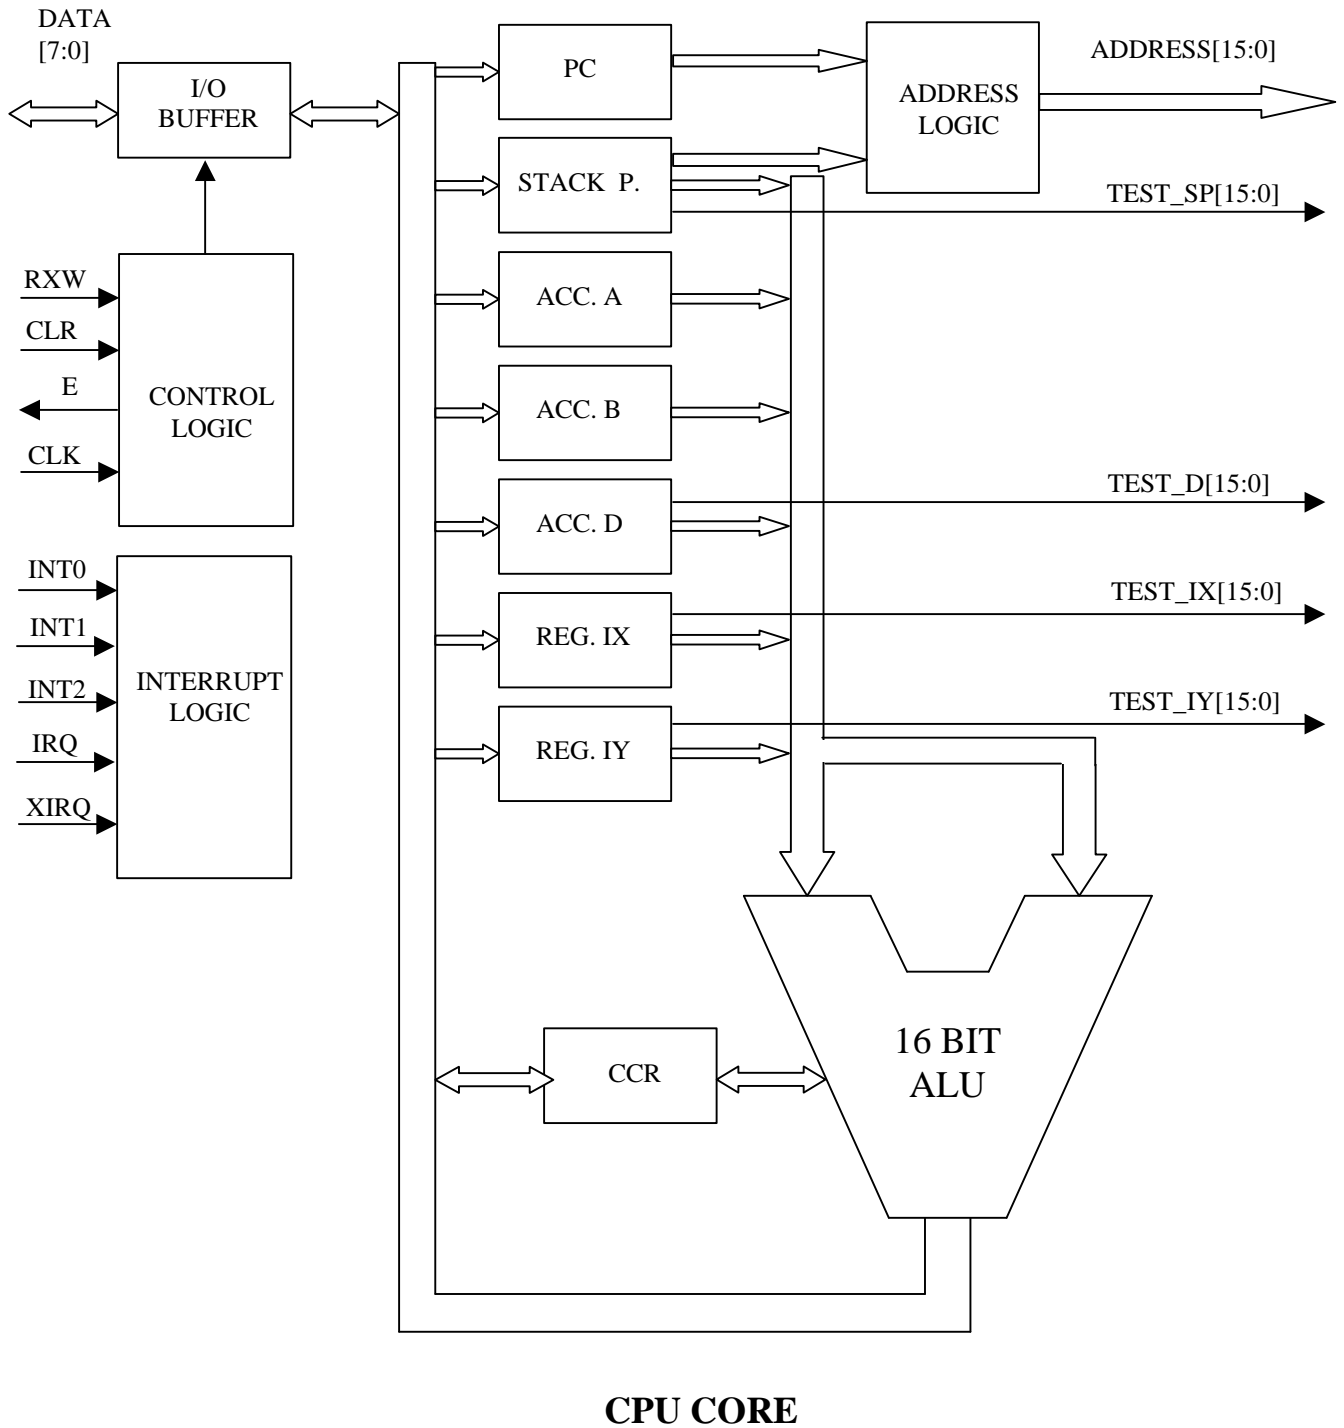 DATA
[7:0]
I/O
BUFFER
PC
ADDRESS
LOGIC
ADDRESS[15:0]
STACK P.
TEST_SP[15:0]
RXW
CLR
E
CLK
CONTROL
LOGIC
ACC. A
ACC. B
ACC. D
TEST_D[15:0]
INT0
INT1
INT2
IRQ
XIRQ
INTERRUPT
LOGIC
REG. IX
TEST_IX[15:0]
REG. IY
TEST_IY[15:0]
CCR
16 BIT
ALU
CPU CORE